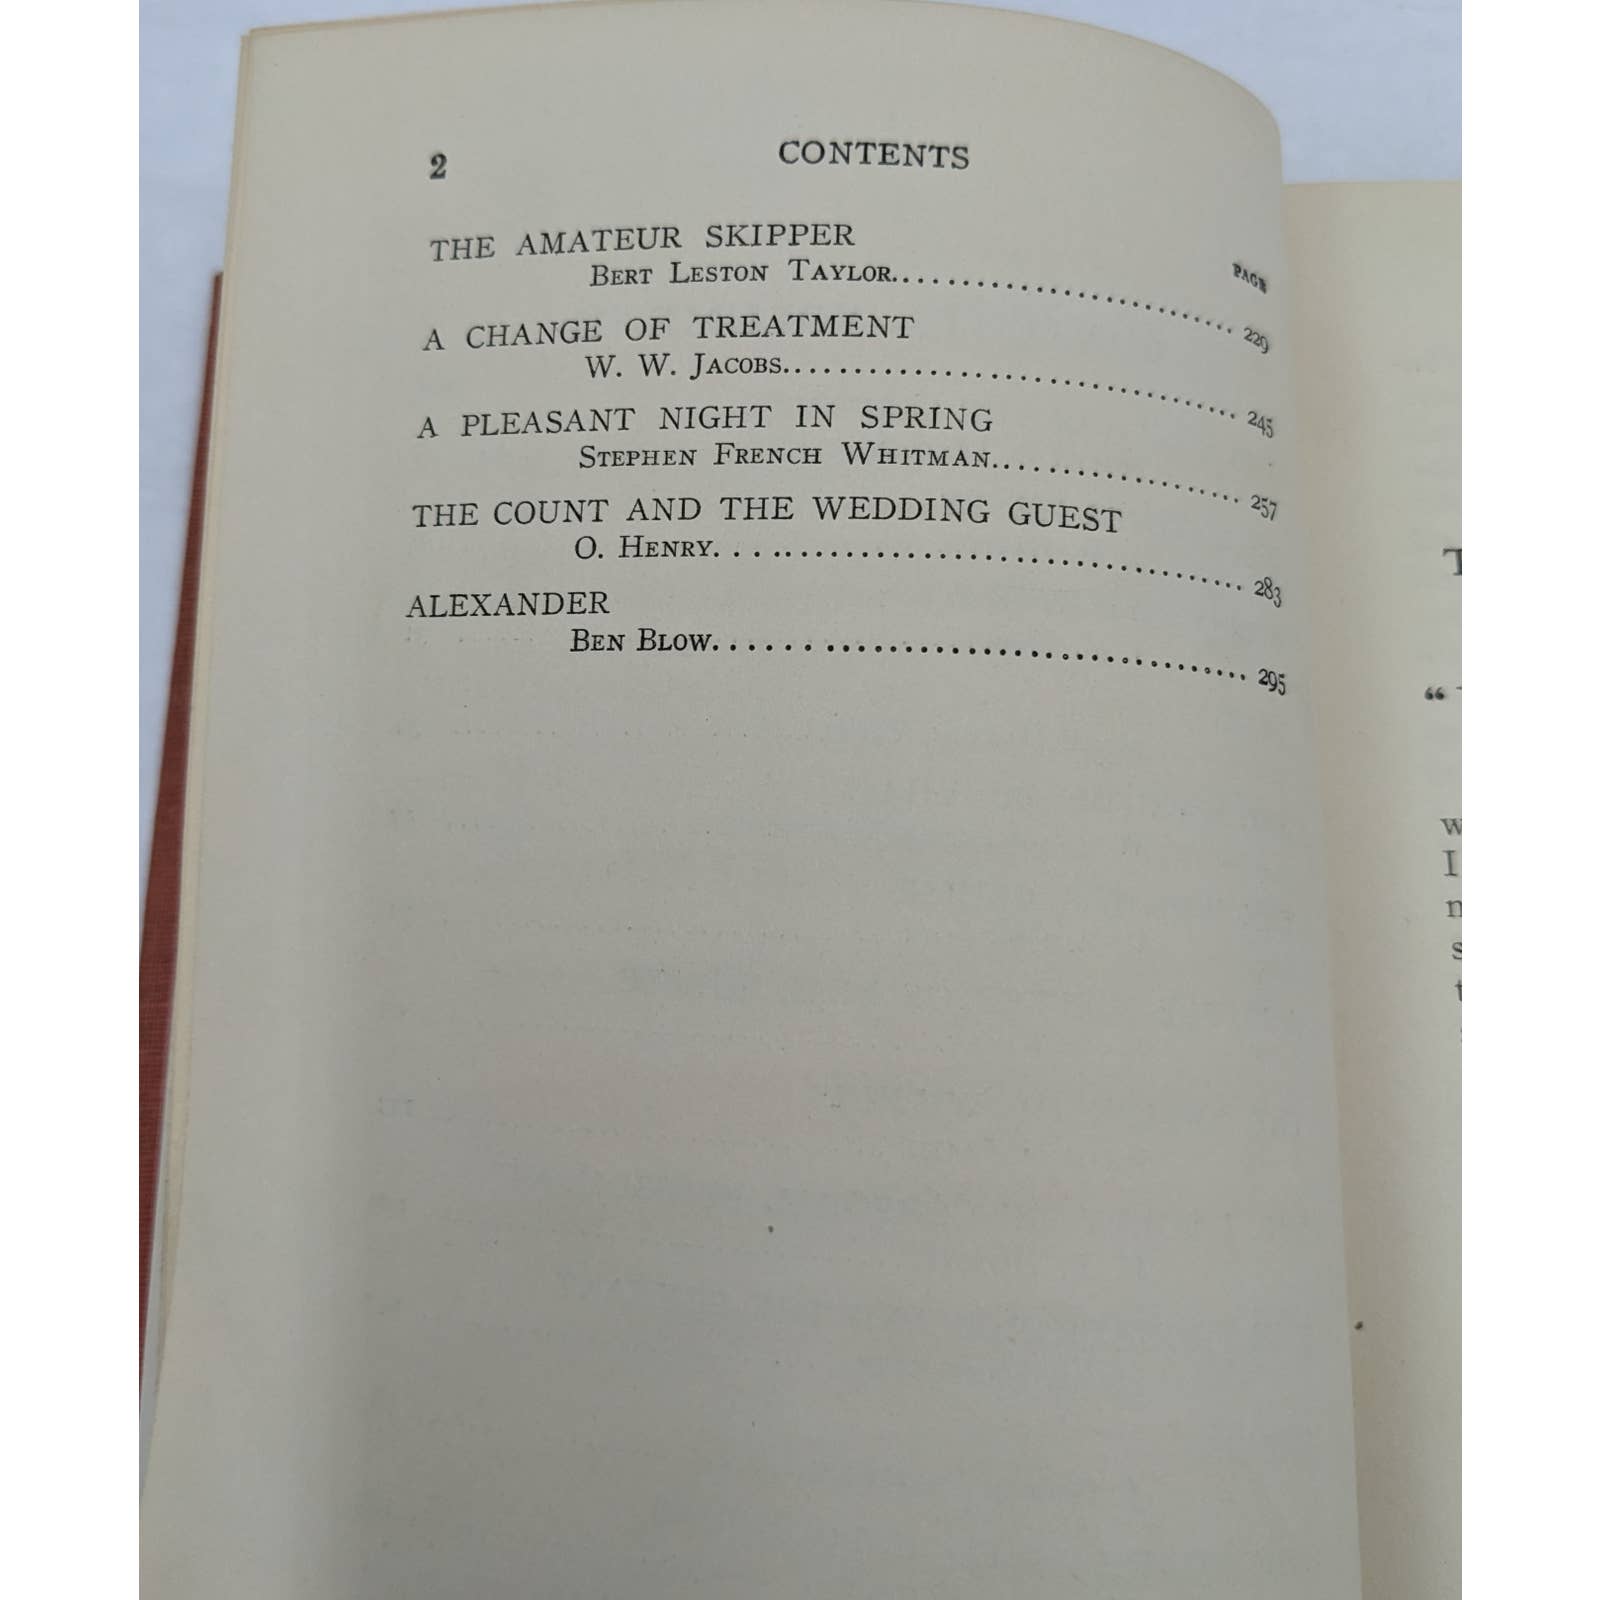 2 CONTENTS
PAGE
THE AMATEUR SKIPPER
BERT LESTON TAYLOR.......................... 229
A CHANGE OF TREATMENT
W. W. JACOBS.......................... 245
A PLEASANT NIGHT IN SPRING
STEPHEN FRENCH WHITMAN.......................... 257
THE COUNT AND THE WEDDING GUEST
O. HENRY.......................... 283
ALEXANDER
BEN BLOW.......................... 295